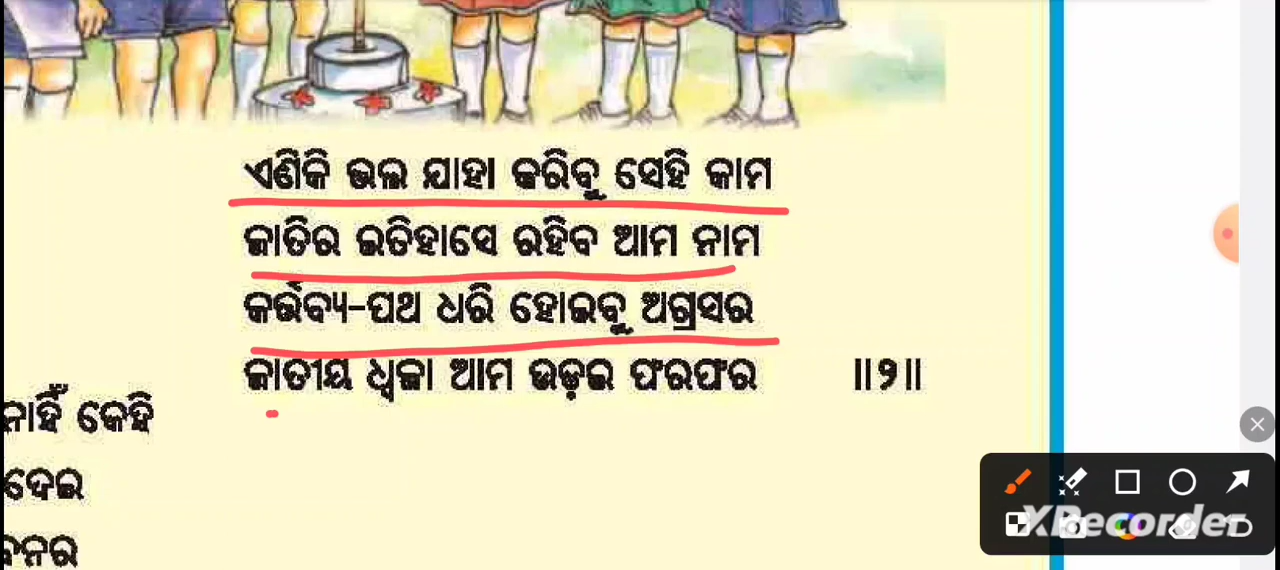 ଏଣିକି ଭଲ ଯାହା କରିବୁ ସେହି କାମ
ଜାତିର ଇତିହାସେ ରହିବ ଆମ ନାମ
କର୍ତ୍ତବ୍ୟ-ପଥ ଧରି ହୋଇବୁ ଅଗ୍ରସର
ଜାତୀୟ ଧ୍ୱଜା ଆମ ଉଡ଼ଇ ଫରଫର ॥୨॥
ନାହିଁ କେହି
ଦେଇ
XRecorder